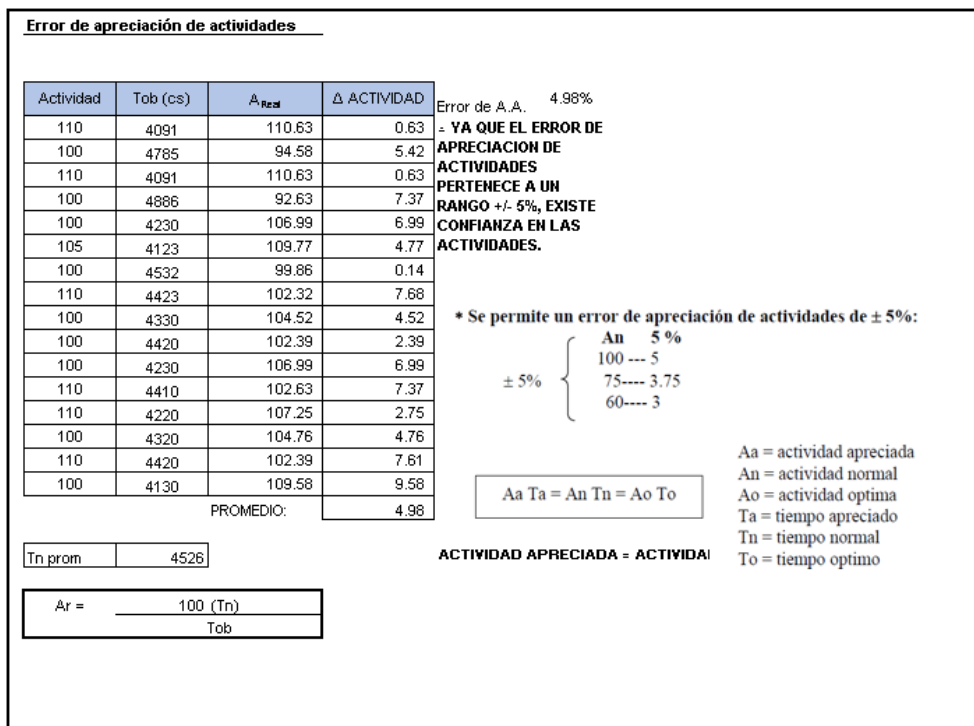 Error de apreciación de actividades
Actividad Tob (cs) A Real Δ ACTIVIDAD
110 4091 110.63 0.63
100 4785 94.58 5.42
110 4091 110.63 0.63
100 4886 92.63 7.37
100 4230 106.99 6.99
105 4123 109.77 4.77
100 4532 99.86 0.14
110 4423 102.32 7.68
100 4330 104.52 4.52
100 4420 102.39 2.39
100 4230 106.99 6.99
110 4410 102.63 7.37
110 4220 107.25 2.75
100 4320 104.76 4.76
110 4420 102.39 7.61
100 4130 109.58 9.58
PROMEDIO: 4.98
Tn prom 4526
Ar = 100 (Tn)
Tob
Error de A.A. 4.98%
= YA QUE EL ERROR DE
APRECIACION DE
ACTIVIDADES
PERTENECE A UN
RANGO +/- 5%, EXISTE
CONFIANZA EN LAS
ACTIVIDADES.
* Se permite un error de apreciación de actividades de ± 5%:
An 5 %
100 --- 5
± 5% 75---- 3.75
60---- 3
Aa Ta = An Tn = Ao To
ACTIVIDAD APRECIADA = ACTIVIDA
Aa = actividad apreciada
An = actividad normal
Ao = actividad optima
Ta = tiempo apreciado
Tn = tiempo normal
To = tiempo optimo